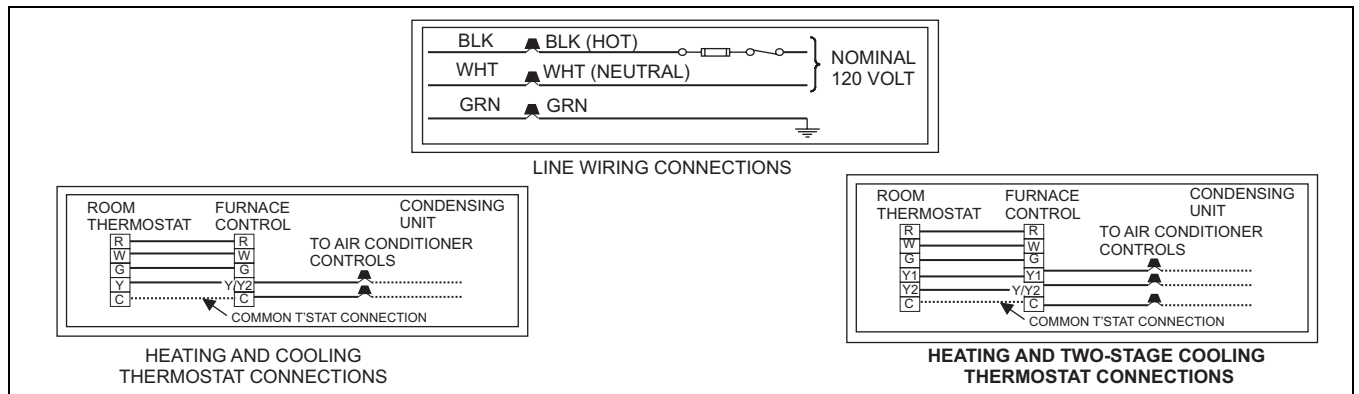 BLK BLK (HOT)
WHT WHT (NEUTRAL)
GRN GRN
NOMINAL
120 VOLT
LINE WIRING CONNECTIONS
ROOM
THERMOSTAT
FURNACE
CONTROL
CONDENSING
UNIT
TO AIR CONDITIONER
CONTROLS
R R
W W
G G
Y Y/Y2
C C
COMMON T'STAT CONNECTION
HEATING AND COOLING
THERMOSTAT CONNECTIONS
ROOM
THERMOSTAT
FURNACE
CONTROL
CONDENSING
UNIT
TO AIR CONDITIONER
CONTROLS
R R
W W
G G
Y1 Y1
Y2 Y/Y2
C C
COMMON T'STAT CONNECTION
HEATING AND TWO-STAGE COOLING
THERMOSTAT CONNECTIONS